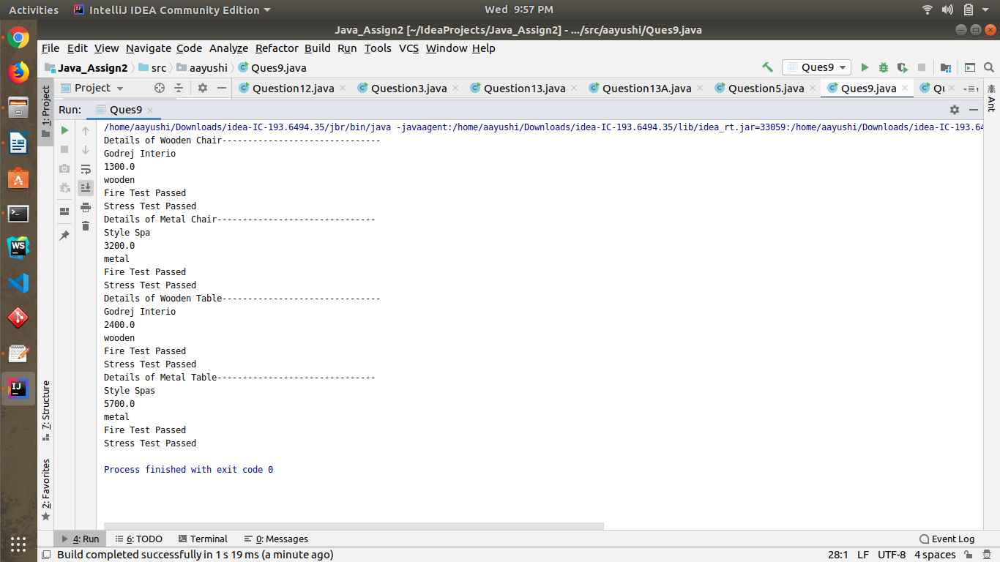 Activities IntelliJ IDEA Community Edition Wed 9:57 PM
Java_Assign2 [~/IdeaProjects/Java_Assign2] - .../src/aayushi/Ques9.java
File Edit View Navigate Code Analyze Refactor Build Run Tools VCS Window Help
Java_Assign2 src aayushi Ques9.java Ques9
Project Question12.java Question3.java Question13.java Question13A.java Question5.java Ques9.java
1: Project
Ant
Run: Ques9
/home/aayushi/Downloads/idea-IC-193.6494.35/jbr/bin/java -javaagent:/home/aayushi/Downloads/idea-IC-193.6494.35/lib/idea_rt.jar=33059:/home/aayushi/Downloads/idea-IC-193.64
Details of Wooden Chair-------------------------------
Godrej Interio
1300.0
wooden
Fire Test Passed
Stress Test Passed
Details of Metal Chair-------------------------------
Style Spa
3200.0
metal
Fire Test Passed
Stress Test Passed
Details of Wooden Table-------------------------------
Godrej Interio
2400.0
wooden
Fire Test Passed
Stress Test Passed
Details of Metal Table-------------------------------
Style Spas
5700.0
metal
Fire Test Passed
Stress Test Passed
Process finished with exit code 0
7: Structure
2: Favorites
WS
IJ
4: Run 6: TODO Terminal 0: Messages Event Log
Build completed successfully in 1 s 19 ms (a minute ago) 28:1 LF UTF-8 4 spaces